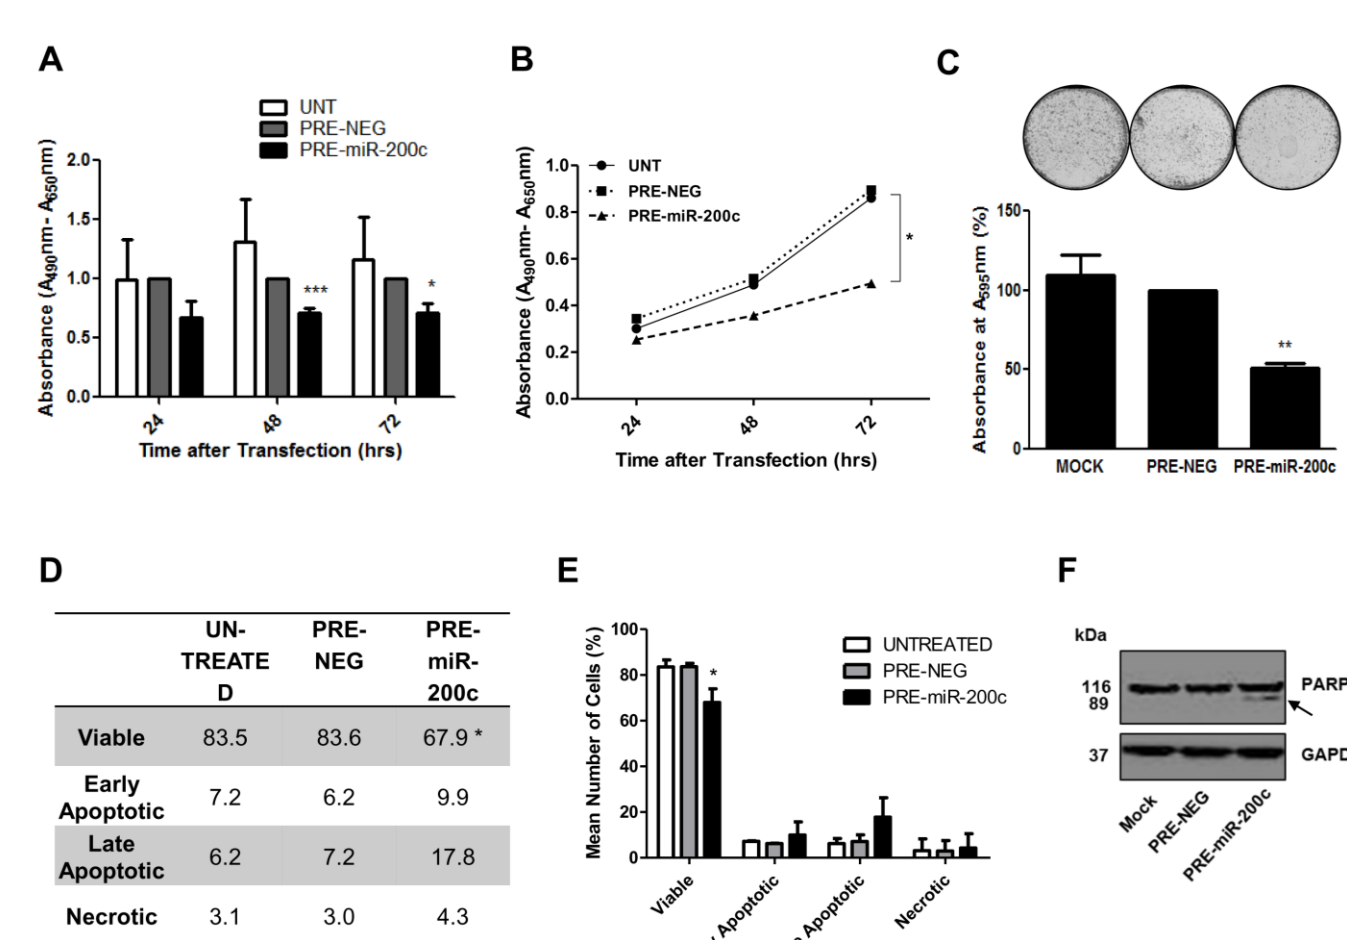 A
UNT
PRE-NEG
PRE-miR-200c
Absorbance (A490nm- A650nm)
2.0
1.5
1.0
0.5
0.0
***
*
24
48
72
Time after Transfection (hrs)
B
UNT
PRE-NEG
PRE-miR-200c
Absorbance (A490nm- A650nm)
1.0
0.8
0.6
0.4
0.2
0.0
*
24
48
72
Time after Transfection (hrs)
C
Absorbance at A595nm (%)
150
100
50
0
**
MOCK
PRE-NEG
PRE-miR-200c
D
UN-
TREATE
D
PRE-
NEG
PRE-
miR-
200c
Viable 83.5 83.6 67.9 *
Early
Apoptotic 7.2 6.2 9.9
Late
Apoptotic 6.2 7.2 17.8
Necrotic 3.1 3.0 4.3
E
UNTREATED
PRE-NEG
PRE-miR-200c
Mean Number of Cells (%)
100
80
60
40
20
0
*
Viable
Apoptotic
Apoptotic
Necrotic
F
kDa
116
89
37
PARP
GAPD
Mock
PRE-NEG
PRE-miR-200c